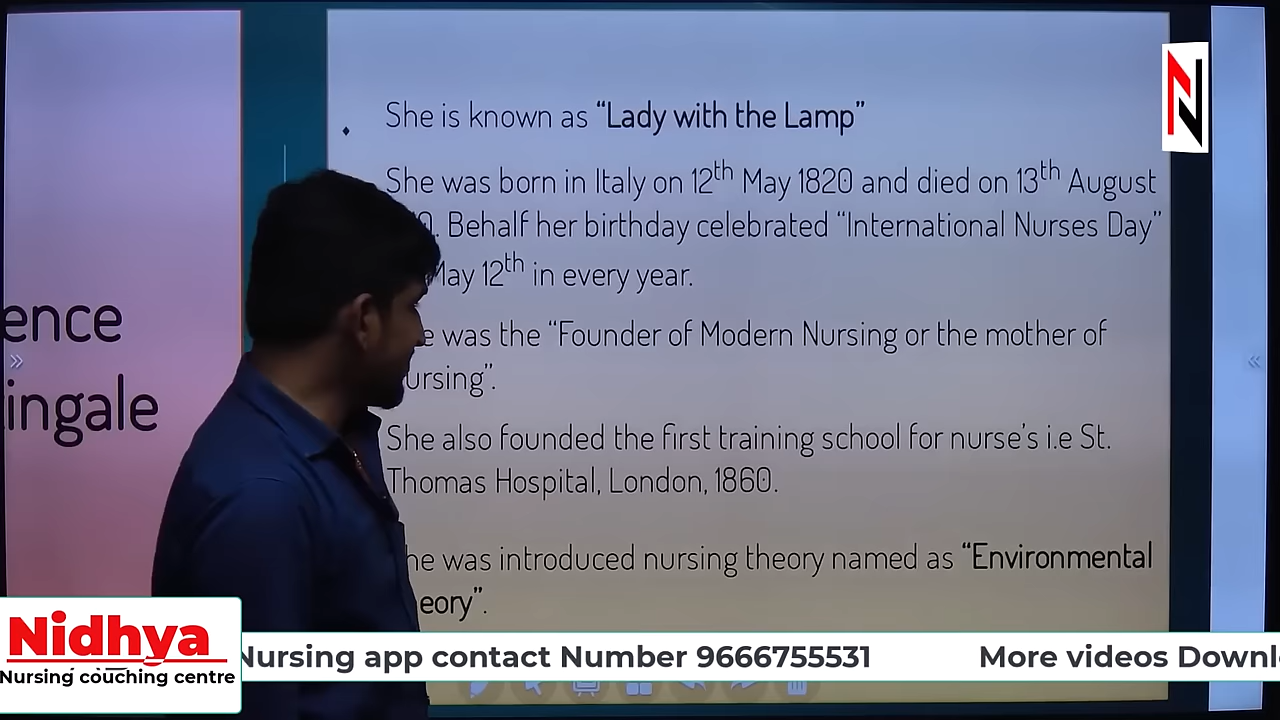 She is known as “Lady with the Lamp”
She was born in Italy on 12th May 1820 and died on 13th August
Behalf her birthday celebrated “International Nurses Day”
May 12th in every year.
was the “Founder of Modern Nursing or the mother of
ursing”.
She also founded the first training school for nurse’s i.e St.
Thomas Hospital, London, 1860.
he was introduced nursing theory named as “Environmental
eory”.
ence
ingale
N
Nidhya
Nursing couching centre
Nursing app contact Number 9666755531 More videos Downl